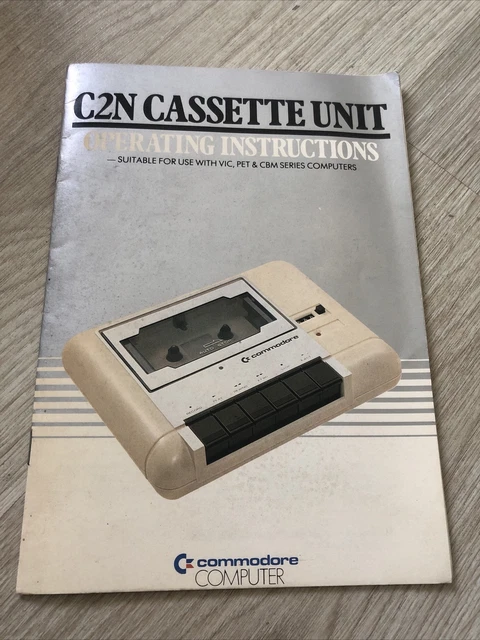 C2N CASSETTE UNIT
OPERATING INSTRUCTIONS
— SUITABLE FOR USE WITH VIC, PET & CBM SERIES COMPUTERS
commodore
commodore
COMPUTER